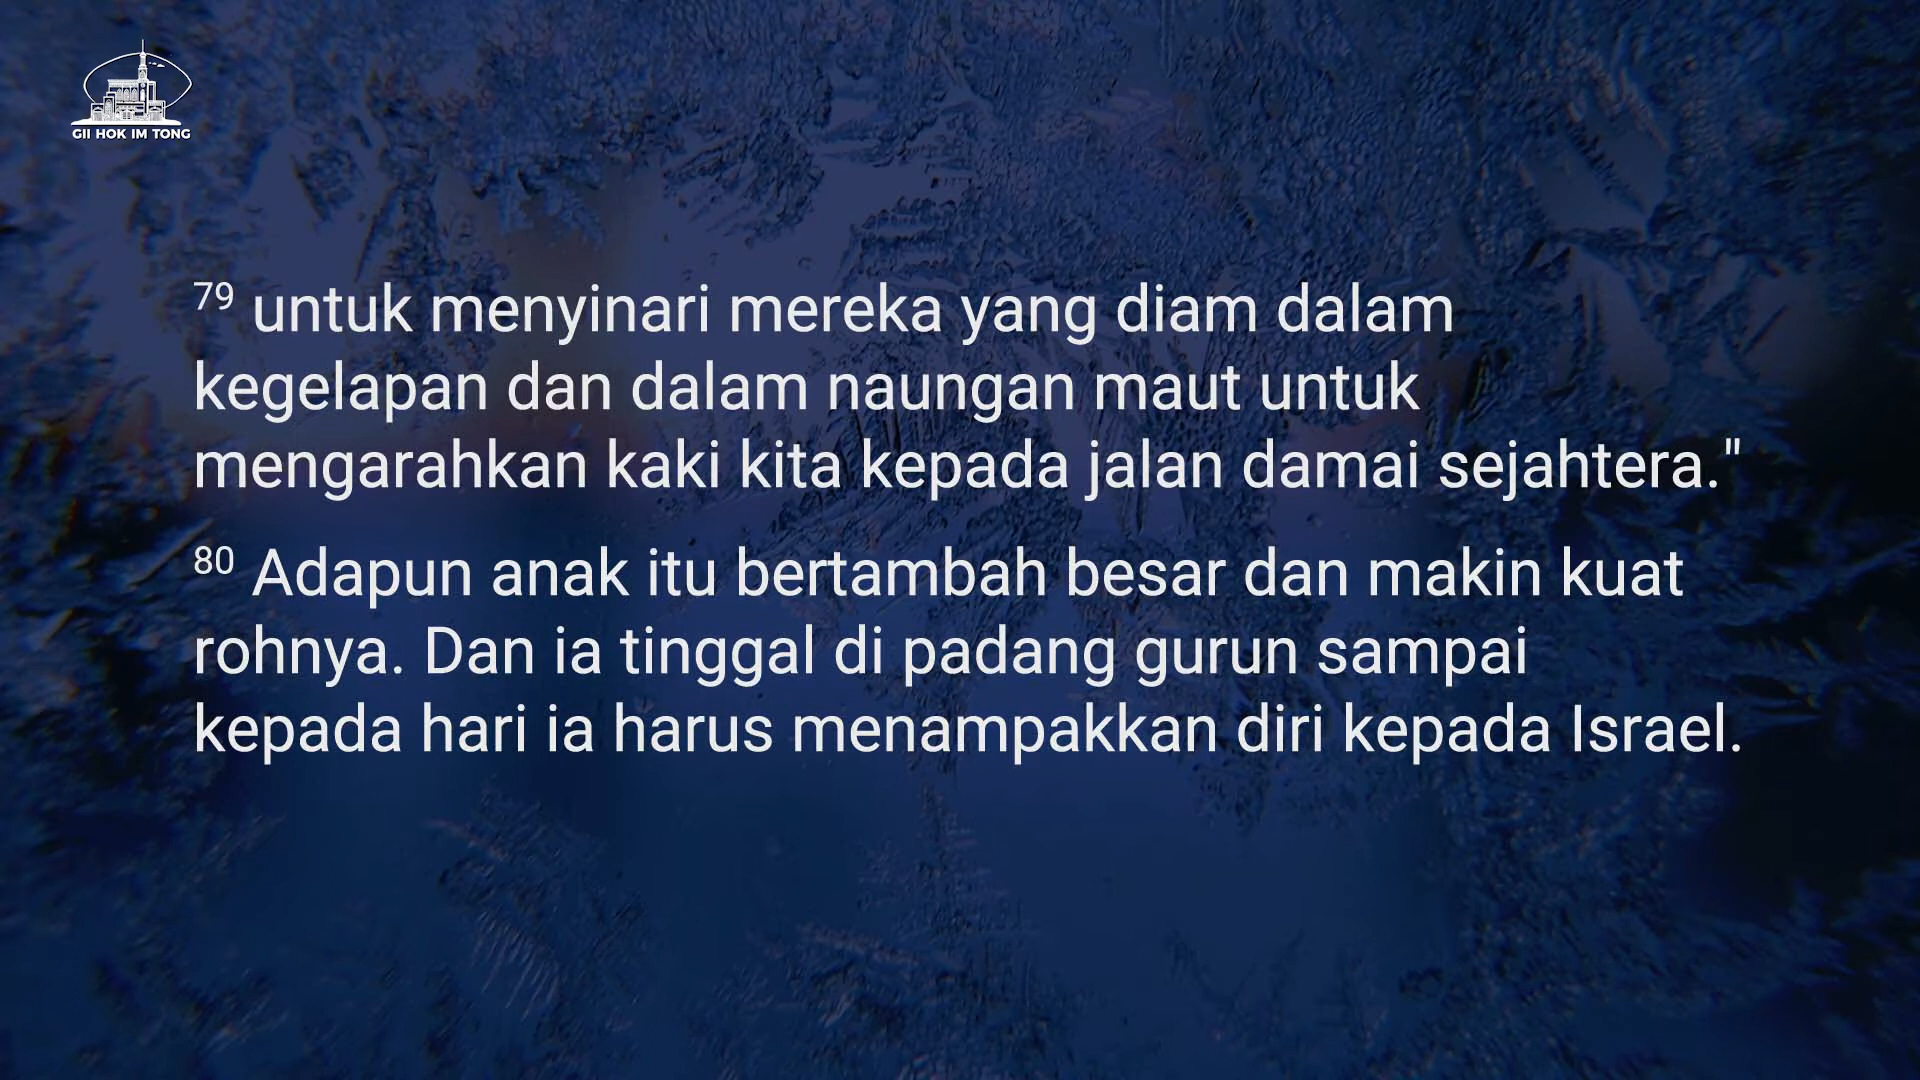 GII HOK IM TONG
79 untuk menyinari mereka yang diam dalam
kegelapan dan dalam naungan maut untuk
mengarahkan kaki kita kepada jalan damai sejahtera."
80 Adapun anak itu bertambah besar dan makin kuat
rohnya. Dan ia tinggal di padang gurun sampai
kepada hari ia harus menampakkan diri kepada Israel.